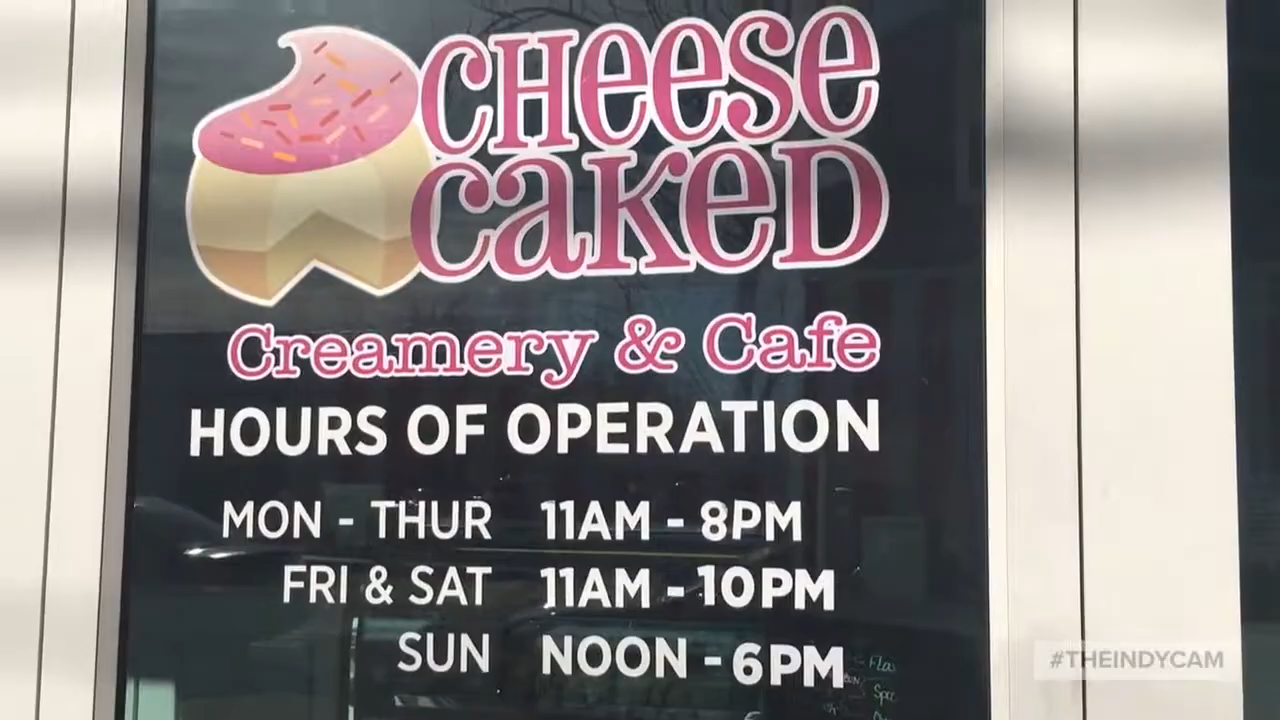 CHeese
CaKeD
Creamery & Cafe
HOURS OF OPERATION
MON - THUR 11AM - 8PM
FRI & SAT 11AM - 10PM
SUN NOON - 6PM
#THEINDYCAM